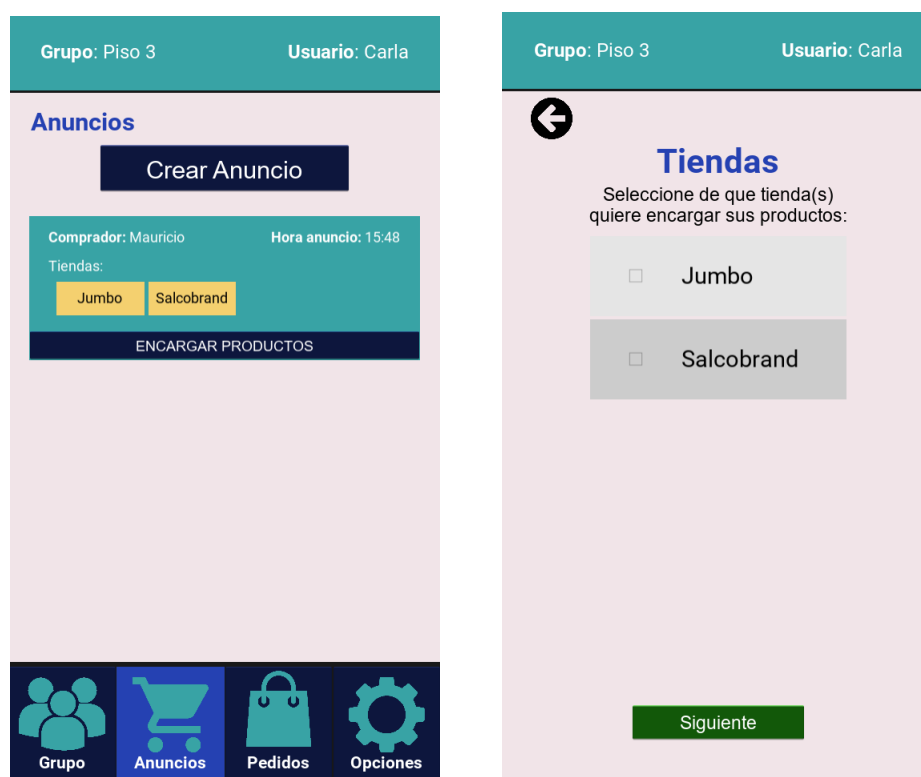 Grupo: Piso 3
Usuario: Carla
Anuncios
Crear Anuncio
Comprador: Mauricio
Hora anuncio: 15:48
Tiendas:
Jumbo
Salcobrand
ENCARGAR PRODUCTOS
Grupo
Anuncios
Pedidos
Opciones
Grupo: Piso 3
Usuario: Carla
Tiendas
Seleccione de que tienda(s)
quiere encargar sus productos:
Jumbo
Salcobrand
Siguiente